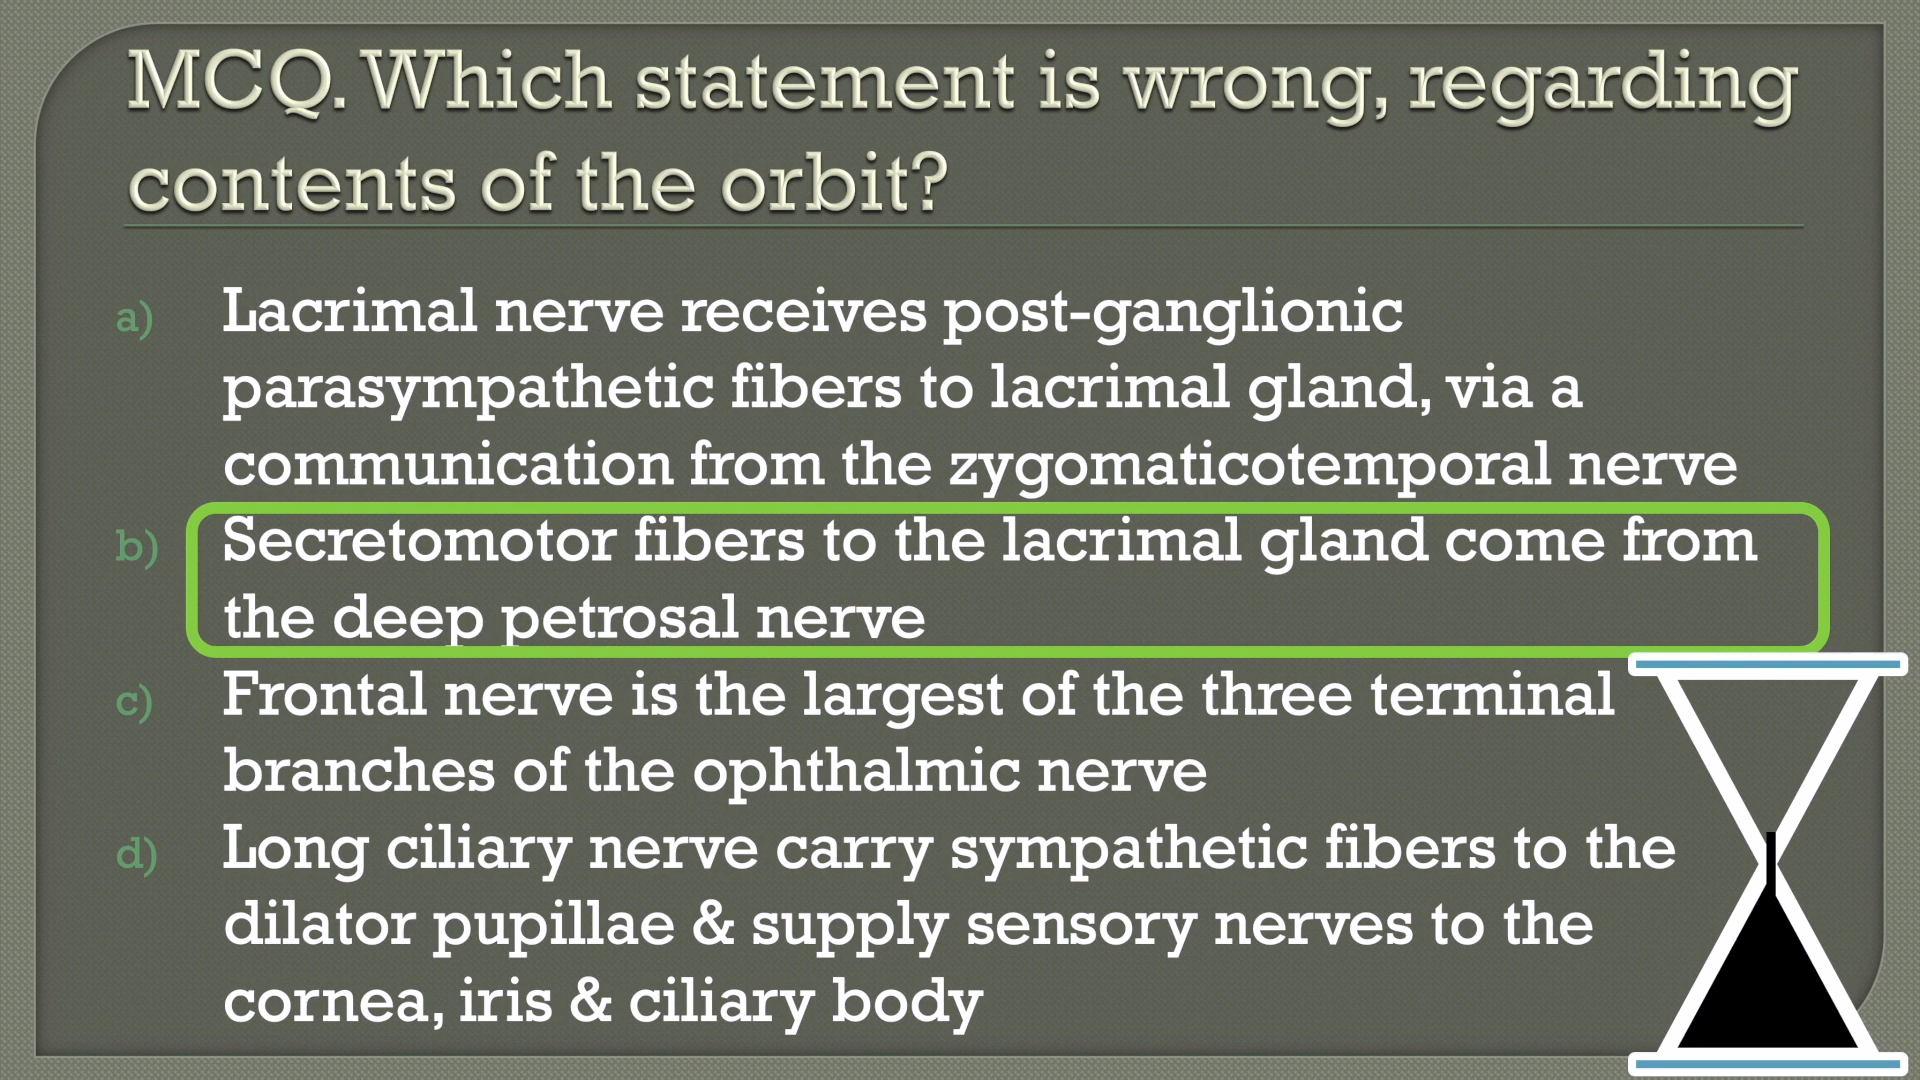 MCQ. Which statement is wrong, regarding
contents of the orbit?
a) Lacrimal nerve receives post-ganglionic
parasympathetic fibers to lacrimal gland, via a
communication from the zygomaticotemporal nerve
b) Secretomotor fibers to the lacrimal gland come from
the deep petrosal nerve
c) Frontal nerve is the largest of the three terminal
branches of the ophthalmic nerve
d) Long ciliary nerve carry sympathetic fibers to the
dilator pupillae & supply sensory nerves to the
cornea, iris & ciliary body